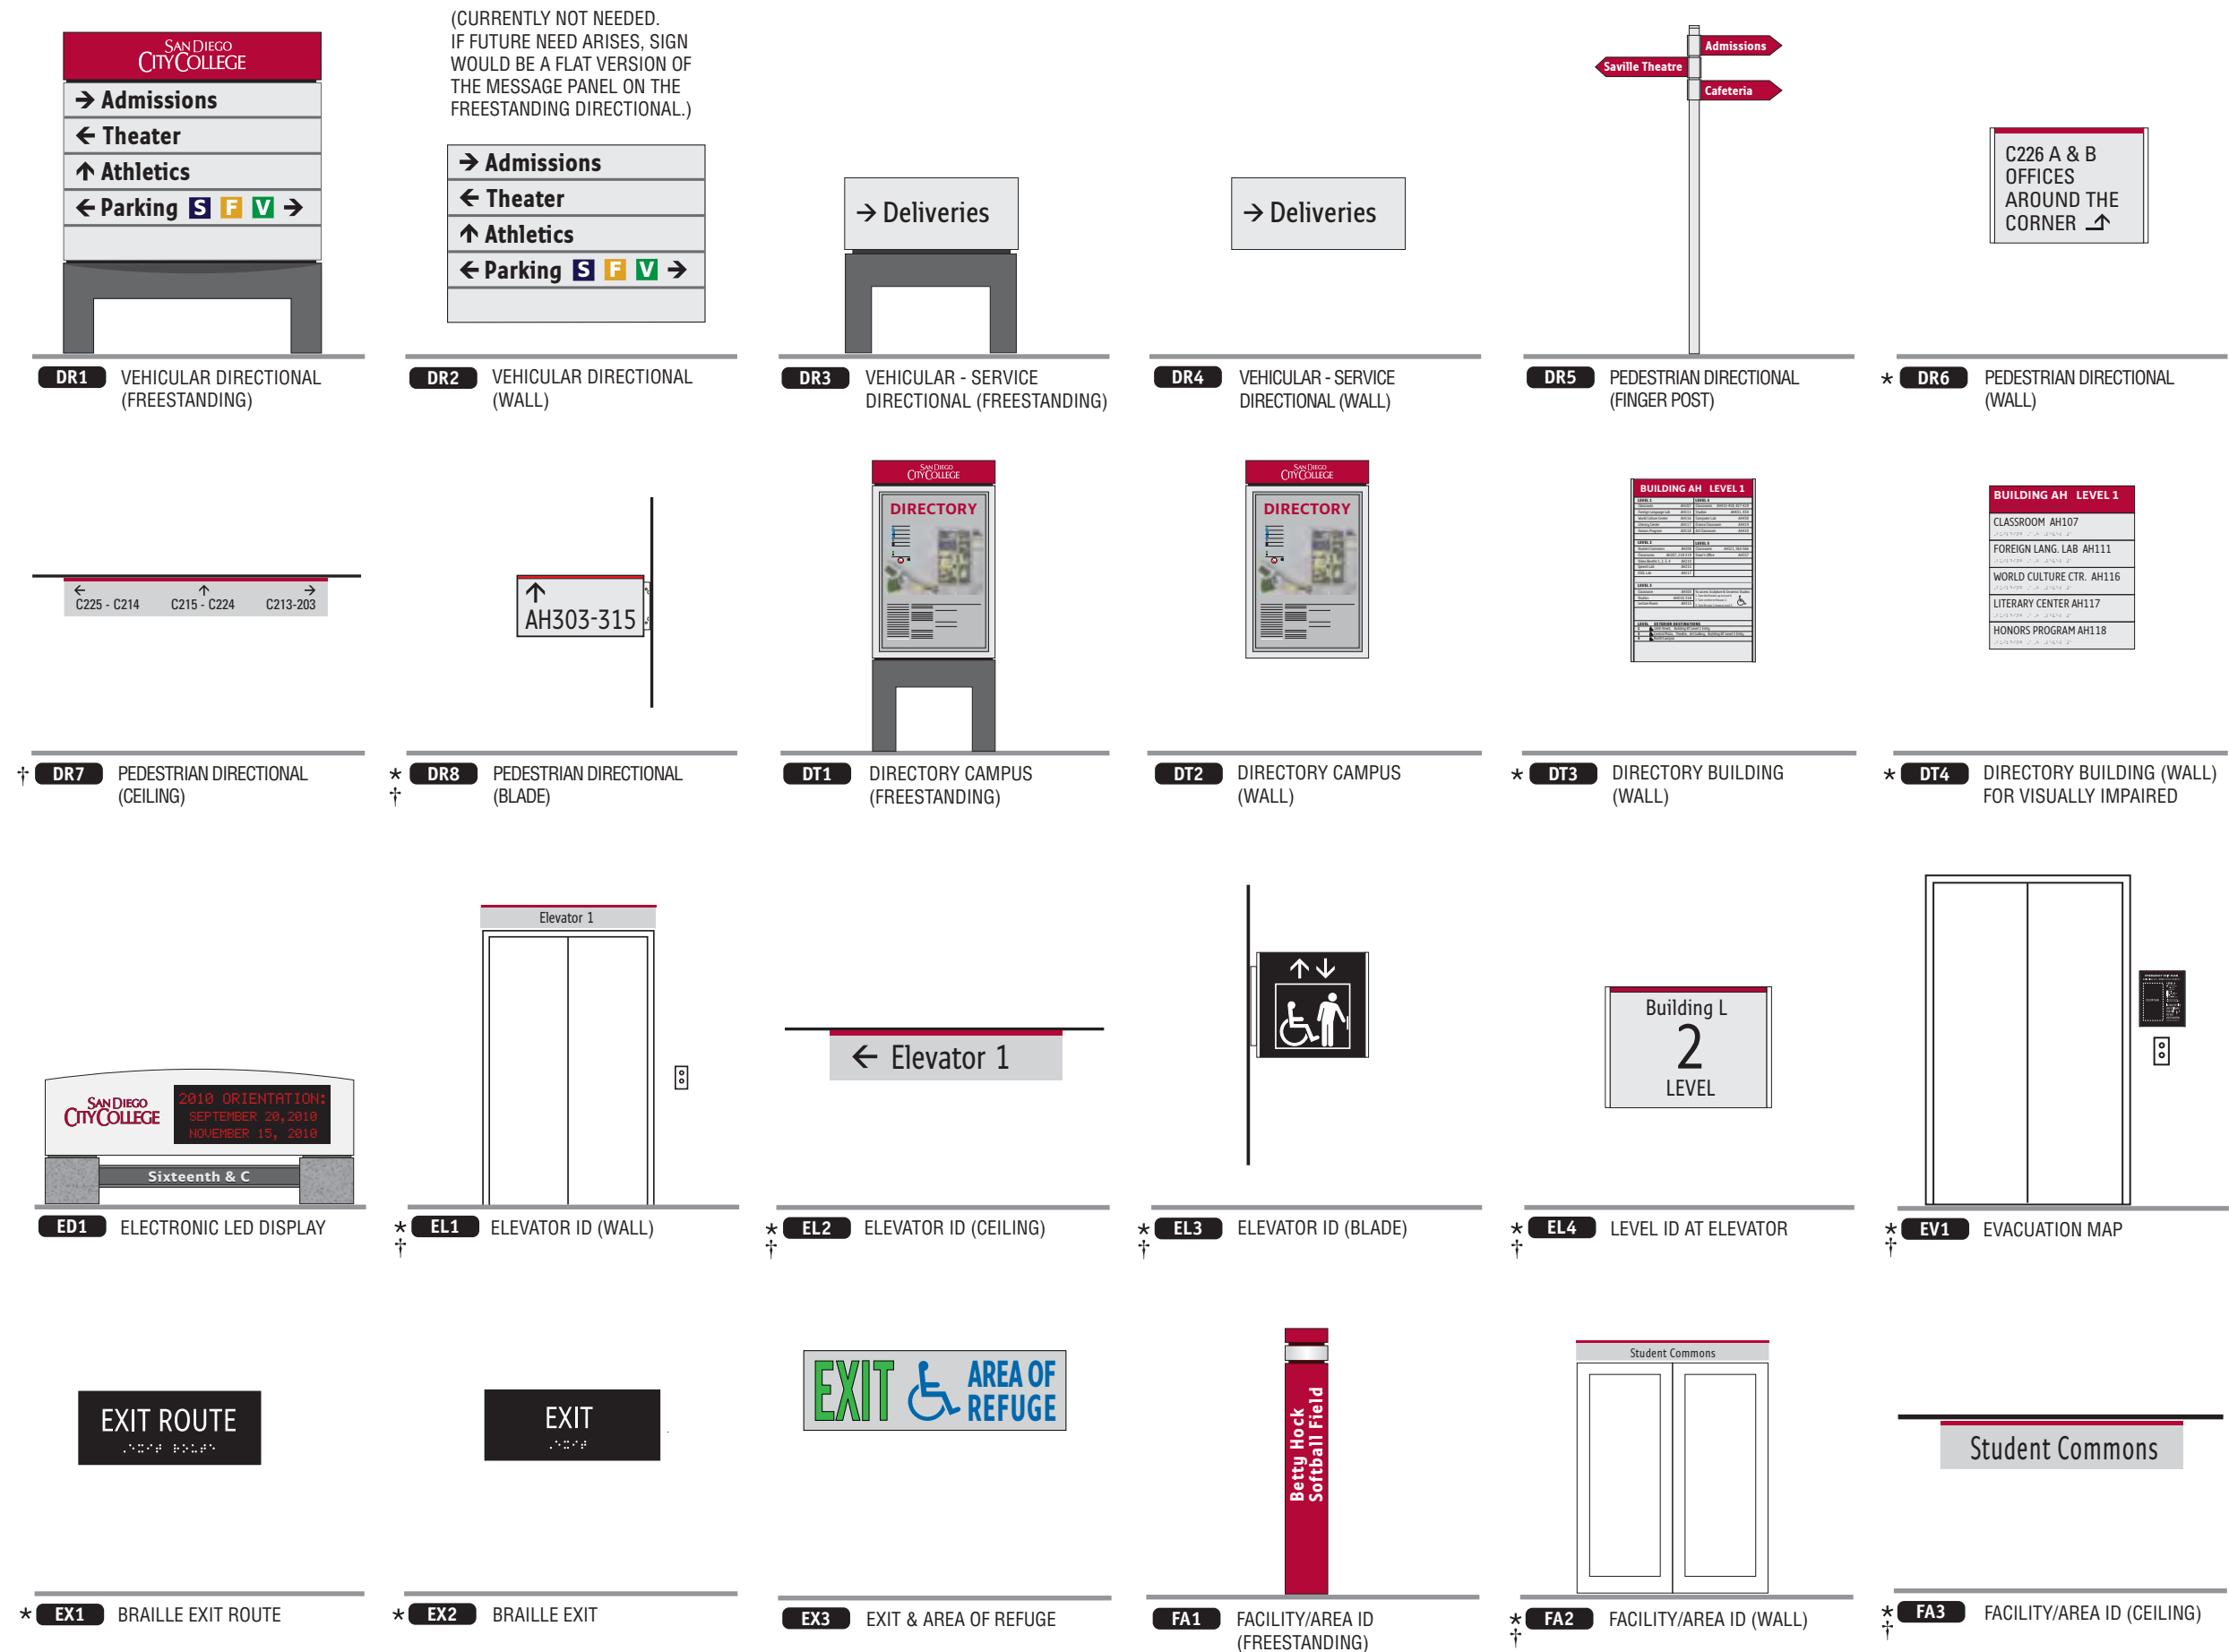 SAN DIEGO
CITY COLLEGE
→ Admissions
← Theater
↑ Athletics
← Parking S F V →
DR1 VEHICULAR DIRECTIONAL
(FREESTANDING)
(CURRENTLY NOT NEEDED.
IF FUTURE NEED ARISES, SIGN
WOULD BE A FLAT VERSION OF
THE MESSAGE PANEL ON THE
FREESTANDING DIRECTIONAL.)
→ Admissions
← Theater
↑ Athletics
← Parking S F V →
DR2 VEHICULAR DIRECTIONAL
(WALL)
→ Deliveries
DR3 VEHICULAR - SERVICE
DIRECTIONAL (FREESTANDING)
→ Deliveries
DR4 VEHICULAR - SERVICE
DIRECTIONAL (WALL)
Admissions
Saville Theatre
Cafeteria
DR5 PEDESTRIAN DIRECTIONAL
(FINGER POST)
C226 A & B
OFFICES
AROUND THE
CORNER
* DR6 PEDESTRIAN DIRECTIONAL
(WALL)
← ↑ →
C225 - C214 C215 - C224 C213-203
† DR7 PEDESTRIAN DIRECTIONAL
(CEILING)
↑
AH303-315
* † DR8 PEDESTRIAN DIRECTIONAL
(BLADE)
SAN DIEGO
CITY COLLEGE
DIRECTORY
DT1 DIRECTORY CAMPUS
(FREESTANDING)
SAN DIEGO
CITY COLLEGE
DIRECTORY
DT2 DIRECTORY CAMPUS
(WALL)
BUILDING AH LEVEL 1
* DT3 DIRECTORY BUILDING
(WALL)
BUILDING AH LEVEL 1
CLASSROOM AH107
FOREIGN LANG. LAB AH111
WORLD CULTURE CTR. AH116
LITERARY CENTER AH117
HONORS PROGRAM AH118
* DT4 DIRECTORY BUILDING (WALL)
FOR VISUALLY IMPAIRED
SAN DIEGO
CITY COLLEGE
2010 ORIENTATION:
SEPTEMBER 20,2010
NOVEMBER 15, 2010
Sixteenth & C
ED1 ELECTRONIC LED DISPLAY
Elevator 1
* † EL1 ELEVATOR ID (WALL)
← Elevator 1
* † EL2 ELEVATOR ID (CEILING)
↑↓
* † EL3 ELEVATOR ID (BLADE)
Building L
2
LEVEL
* † EL4 LEVEL ID AT ELEVATOR
* † EV1 EVACUATION MAP
EXIT ROUTE
* EX1 BRAILLE EXIT ROUTE
EXIT
* EX2 BRAILLE EXIT
EXIT AREA OF
REFUGE
EX3 EXIT & AREA OF REFUGE
Betty Hock
Softball Field
FA1 FACILITY/AREA ID
(FREESTANDING)
Student Commons
* † FA2 FACILITY/AREA ID (WALL)
Student Commons
* † FA3 FACILITY/AREA ID (CEILING)